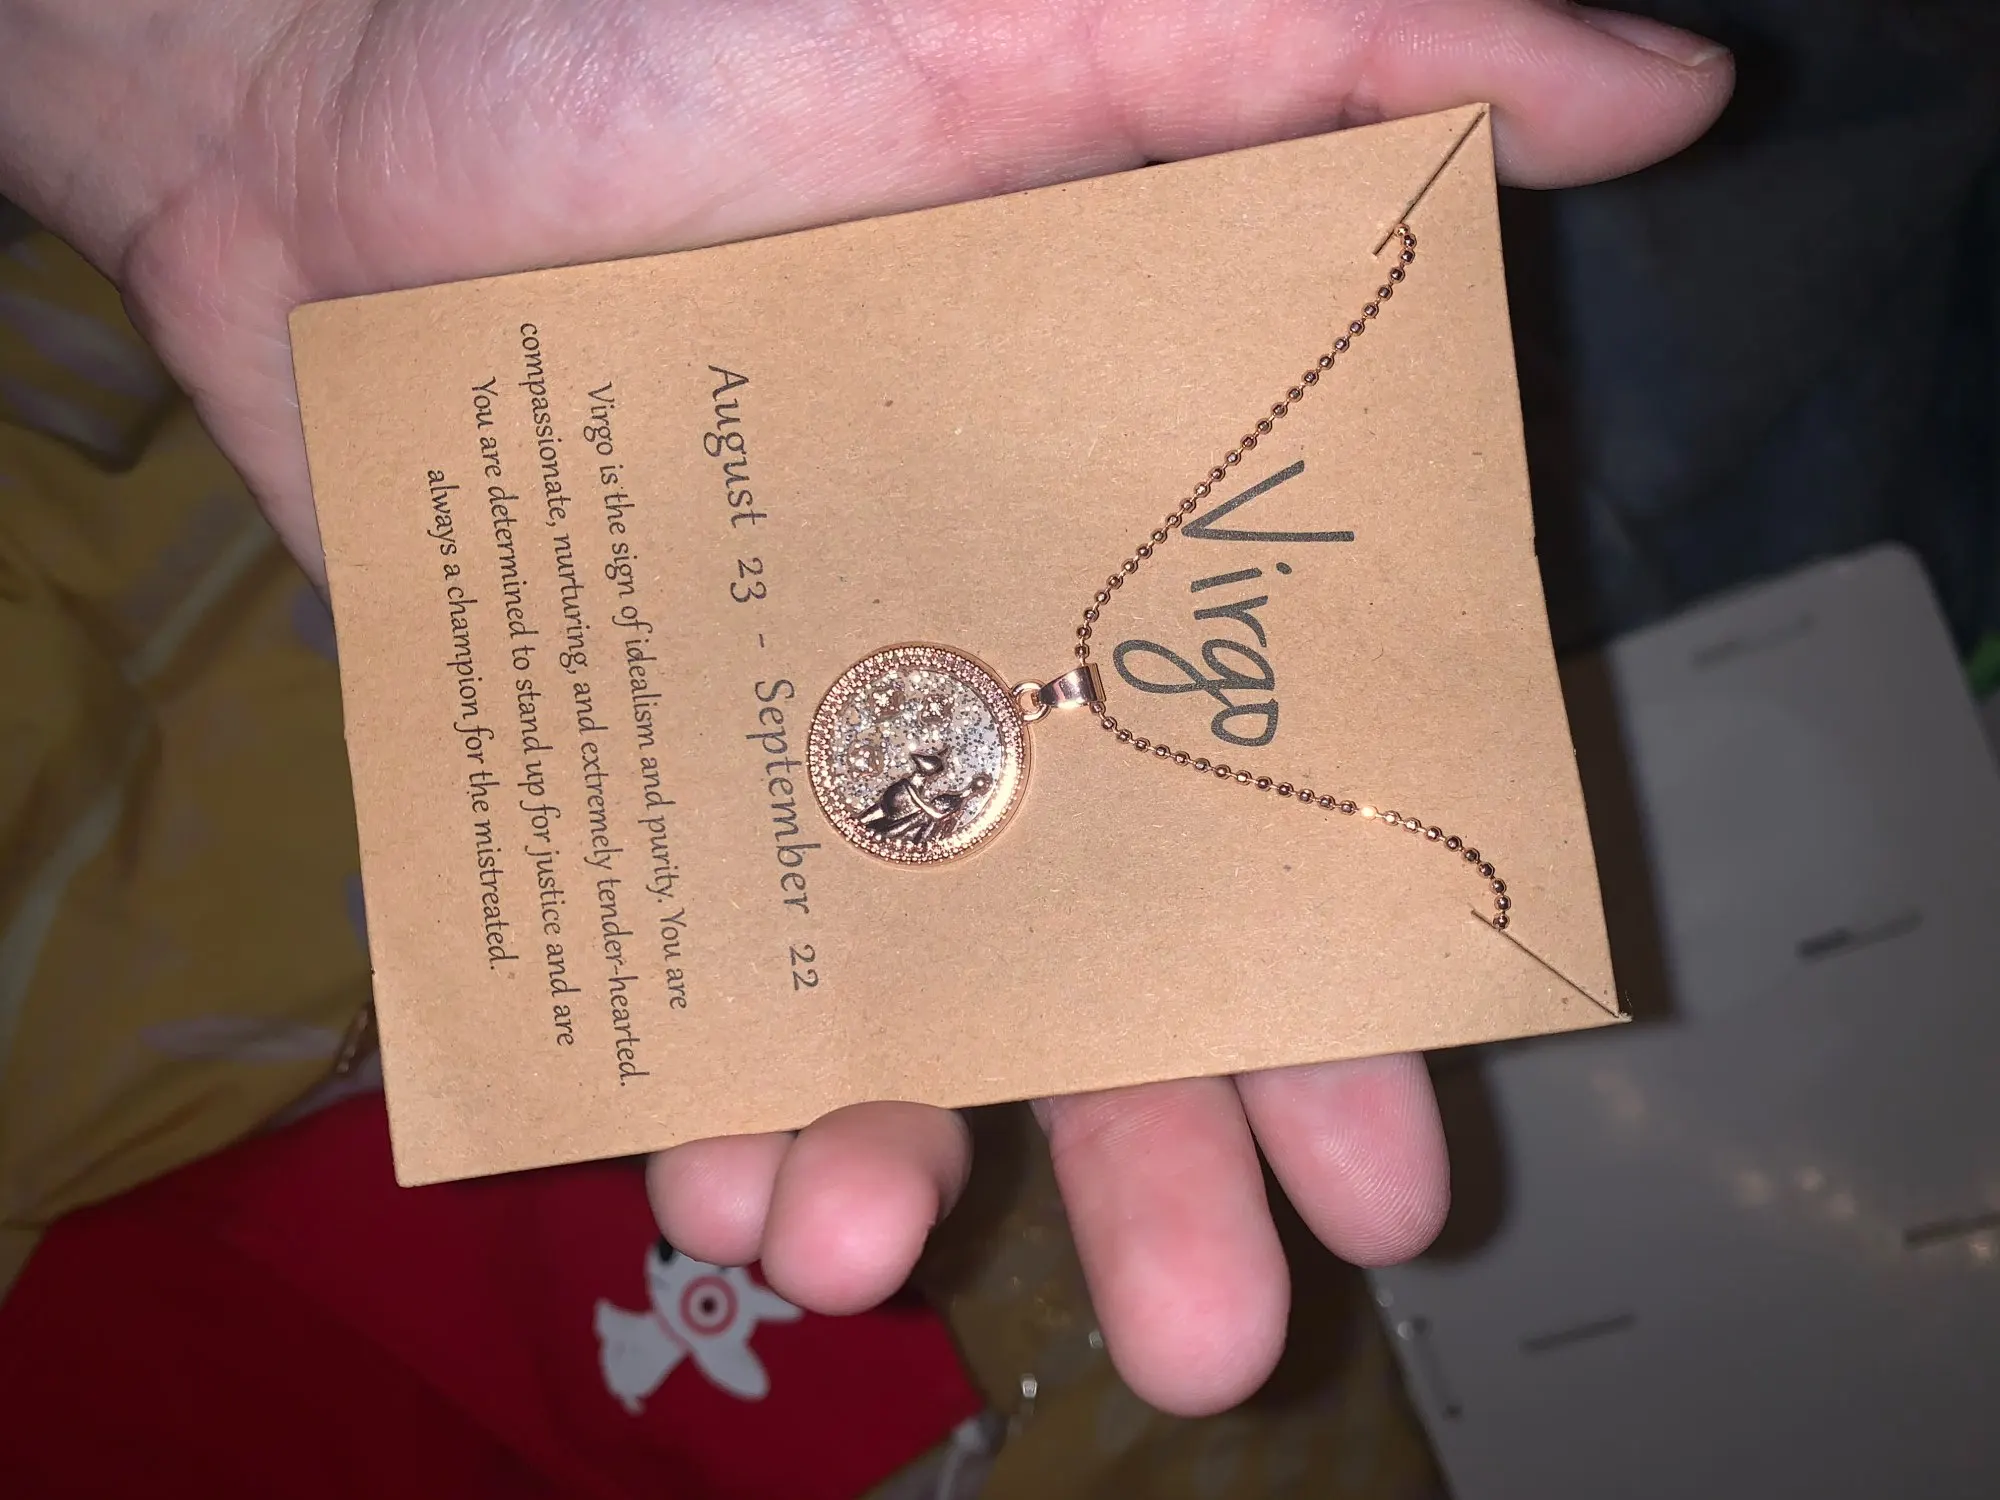 Virgo
August 23 - September 22
Virgo is the sign of idealism and purity. You are
compassionate, nurturing, and extremely tender-hearted.
You are determined to stand up for justice and are
always a champion for the mistreated.